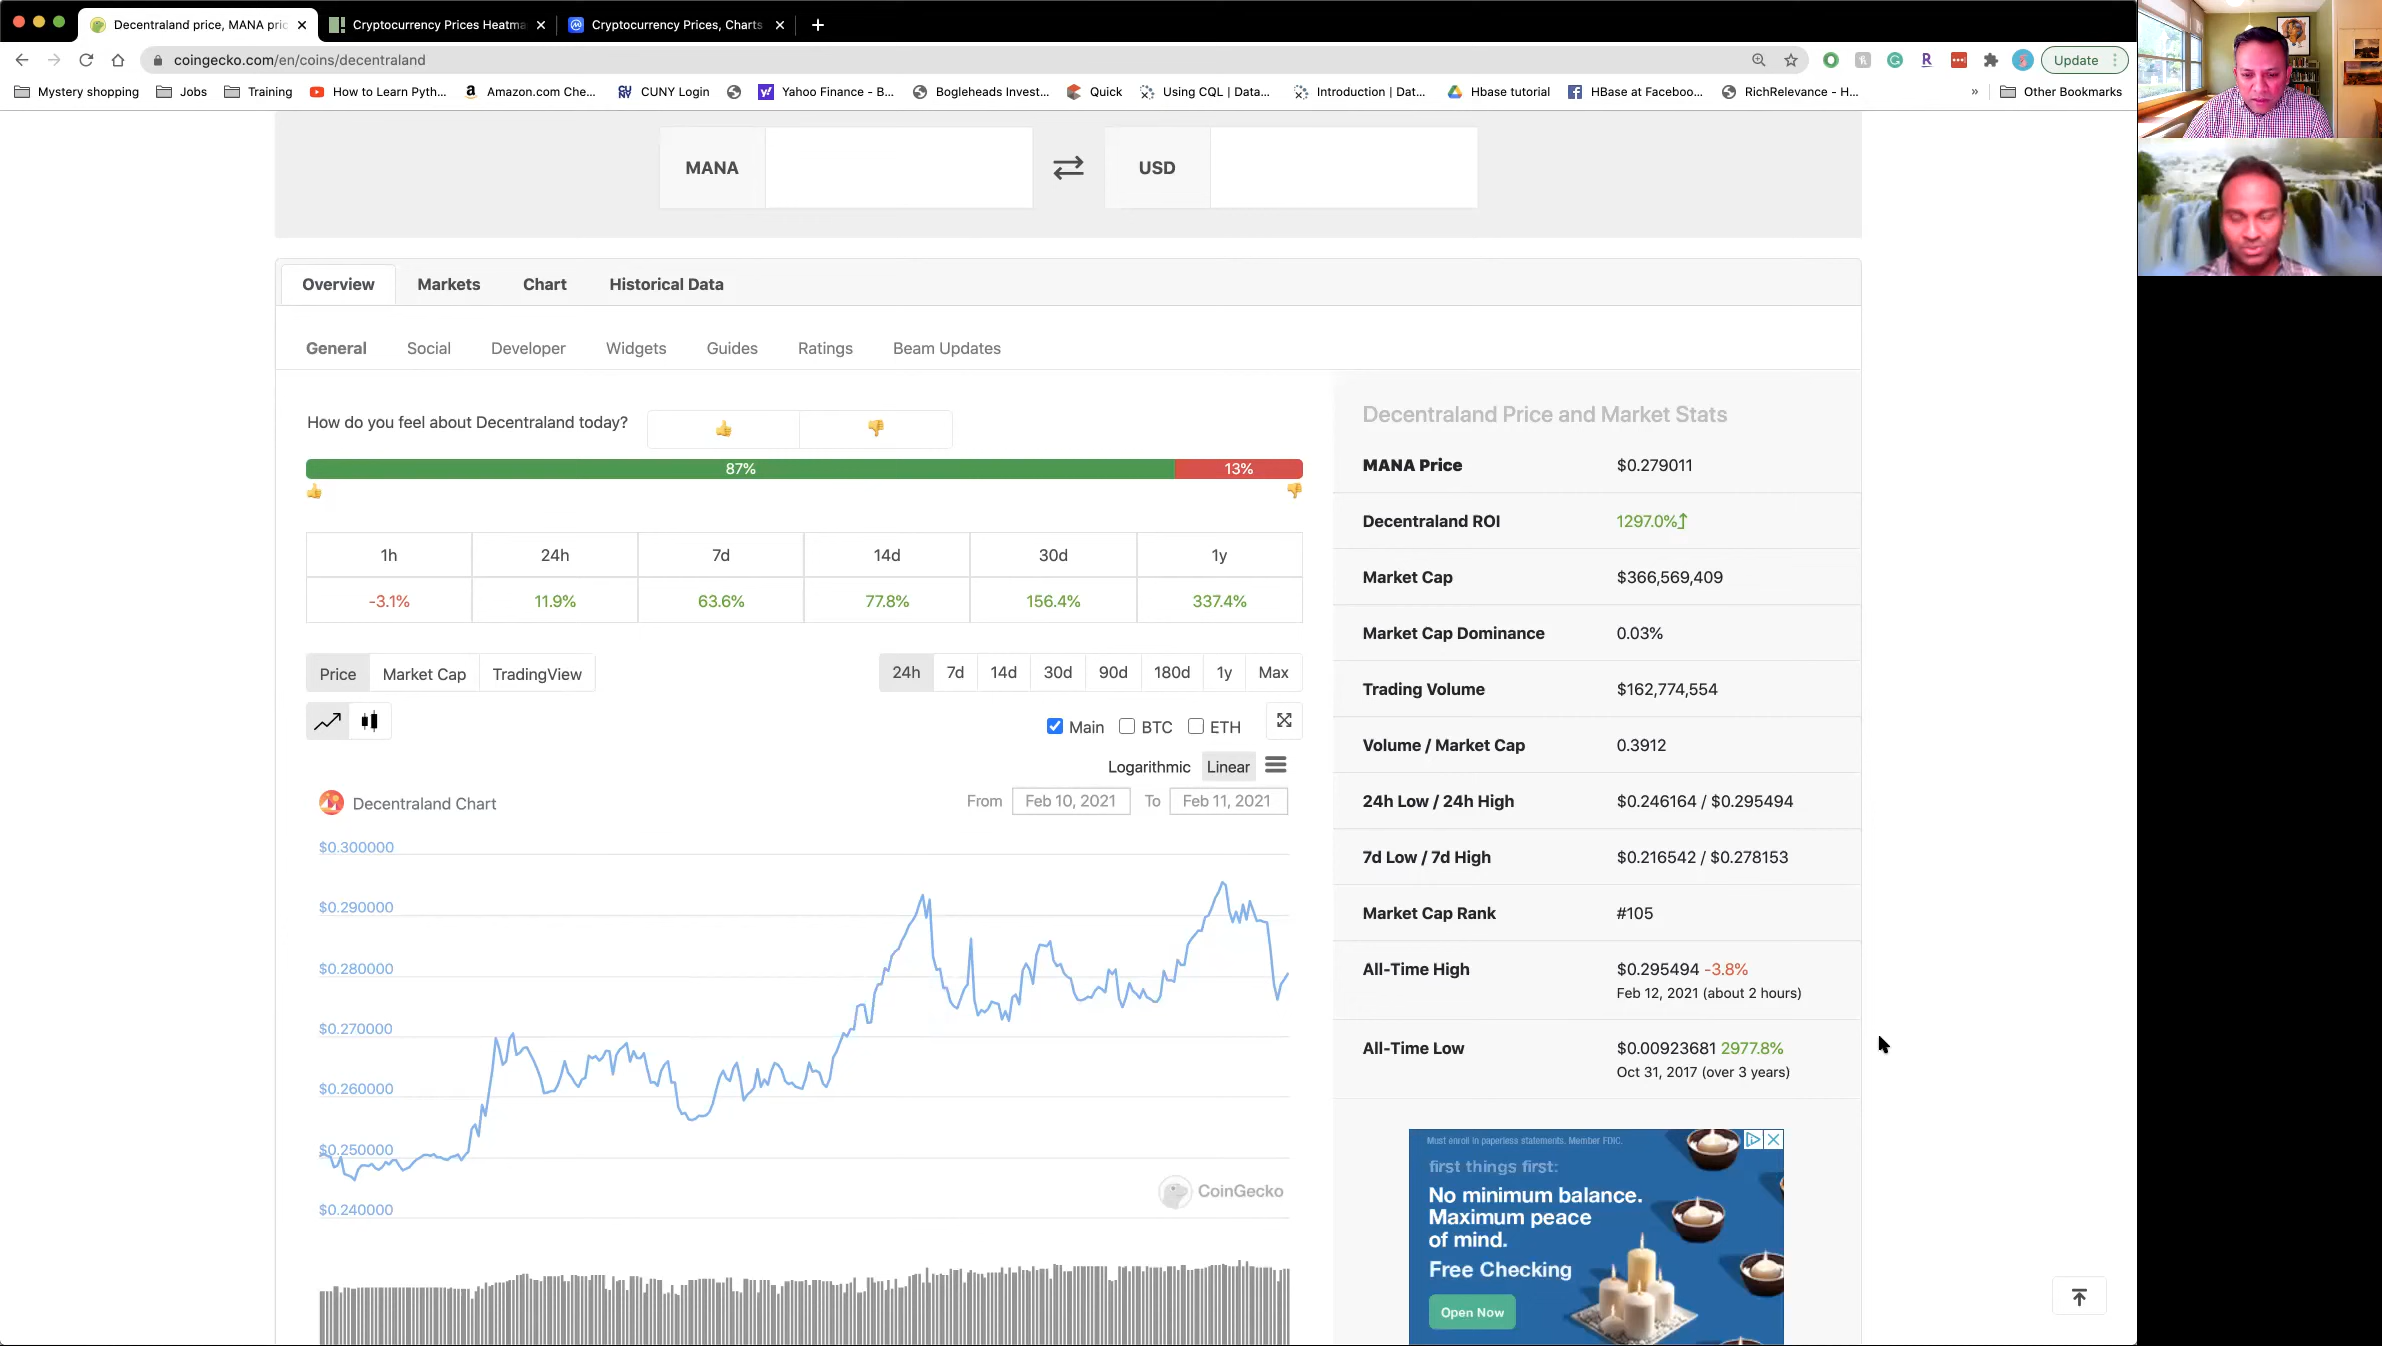 Decentraland price, MANA pric
Cryptocurrency Prices Heatma
Cryptocurrency Prices, Charts
coingecko.com/en/coins/decentraland
Update
Mystery shopping
Jobs
Training
How to Learn Pyth...
Amazon.com Che...
CUNY Login
Yahoo Finance - B...
Bogleheads Invest...
Quick
Using CQL | Data...
Introduction | Dat...
Hbase tutorial
HBase at Faceboo...
RichRelevance - H...
»
Other Bookmarks
MANA
USD
Overview
Markets
Chart
Historical Data
General
Social
Developer
Widgets
Guides
Ratings
Beam Updates
How do you feel about Decentraland today?
87%
13%
1h 24h 7d 14d 30d 1y
-3.1% 11.9% 63.6% 77.8% 156.4% 337.4%
Price Market Cap TradingView
24h 7d 14d 30d 90d 180d 1y Max
Main BTC ETH
Logarithmic Linear
Decentraland Chart
From Feb 10, 2021 To Feb 11, 2021
$0.300000
$0.290000
$0.280000
$0.270000
$0.260000
$0.250000
$0.240000
CoinGecko
Decentraland Price and Market Stats
MANA Price $0.279011
Decentraland ROI 1297.0%
Market Cap $366,569,409
Market Cap Dominance 0.03%
Trading Volume $162,774,554
Volume / Market Cap 0.3912
24h Low / 24h High $0.246164 / $0.295494
7d Low / 7d High $0.216542 / $0.278153
Market Cap Rank #105
All-Time High $0.295494 -3.8%
Feb 12, 2021 (about 2 hours)
All-Time Low $0.00923681 2977.8%
Oct 31, 2017 (over 3 years)
Must enroll in paperless statements. Member FDIC.
first things first:
No minimum balance.
Maximum peace
of mind.
Free Checking
Open Now